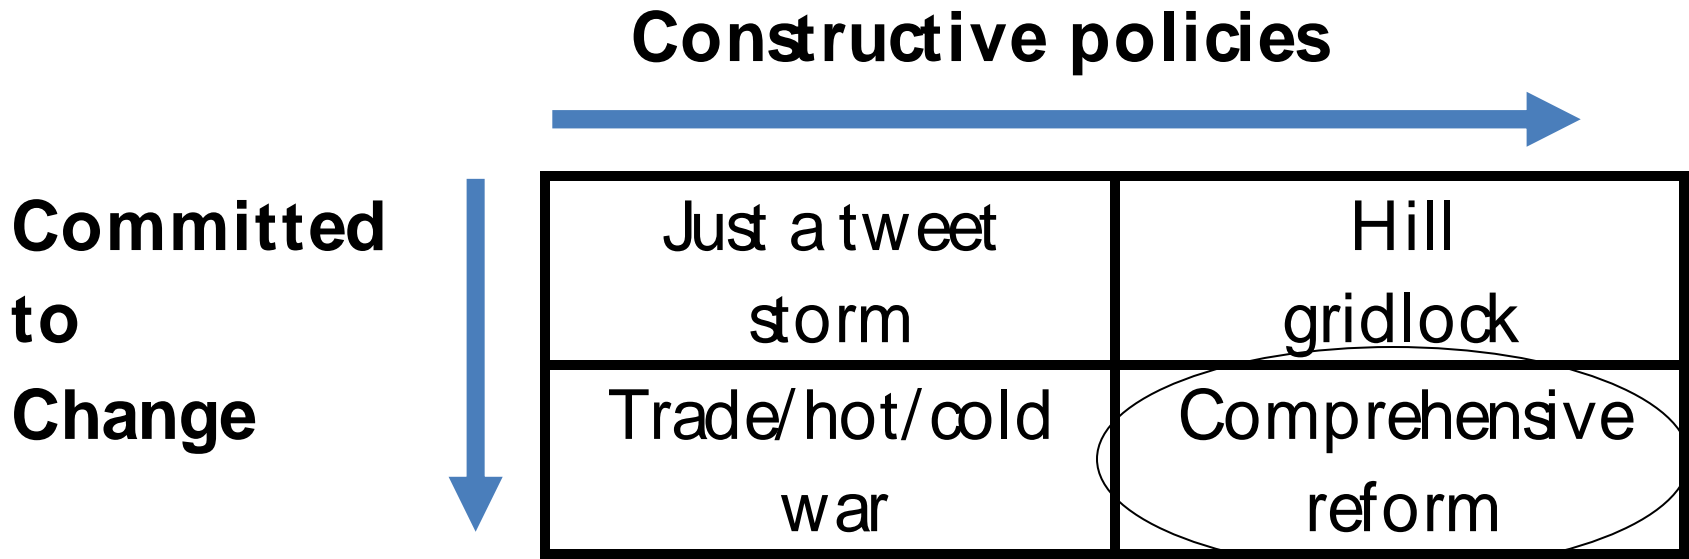 Constructive policies
Committed
to
Change
Just a tweet
storm
Hill
gridlock
Trade/hot/cold
war
Comprehensive
reform